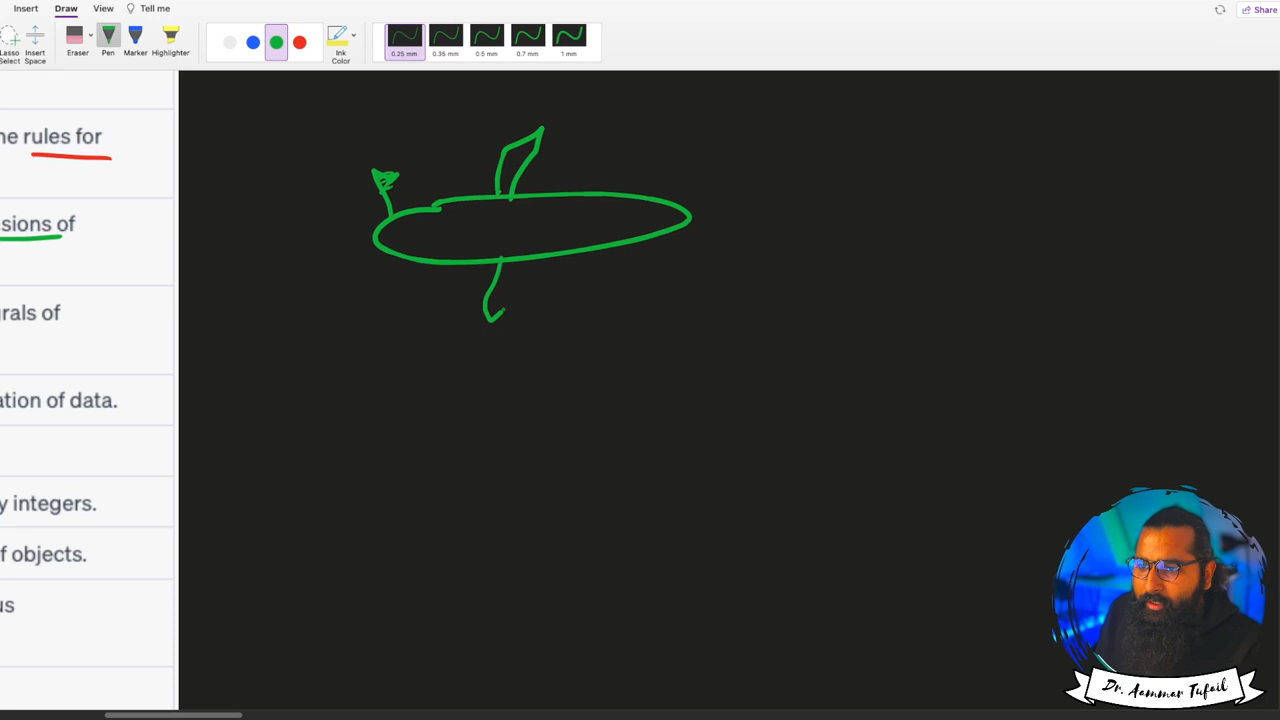 Insert Draw View Tell me
Share
Lasso Select
Insert Space
Eraser
Pen
Marker
Highlighter
Ink Color
0.25 mm
0.35 mm
0.5 mm
0.7 mm
1 mm
ne rules for
sions of
rals of
ation of data.
y integers.
f objects.
us
Dr. Aammar Tufail